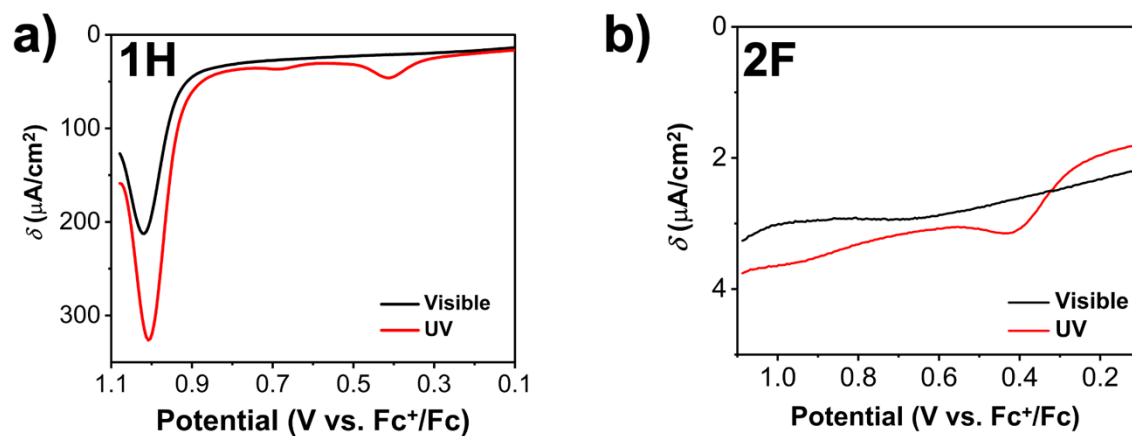 a)
1H
0
100
200
300
δ (μA/cm²)
Visible
UV
1.1 0.9 0.7 0.5 0.3 0.1
Potential (V vs. Fc⁺/Fc)
b)
2F
0
2
4
δ (μA/cm²)
Visible
UV
1.0 0.8 0.6 0.4 0.2
Potential (V vs. Fc⁺/Fc)